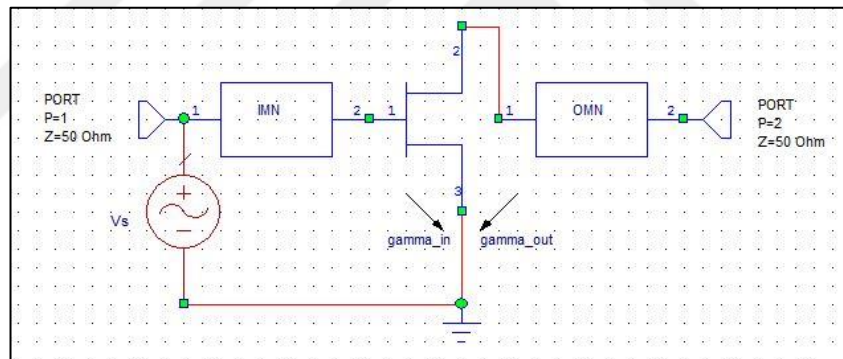 PORT
P=1
Z=50 Ohm
1
IMN
2
1
2
3
1
OMN
2
PORT
P=2
Z=50 Ohm
Vs
gamma_in
gamma_out